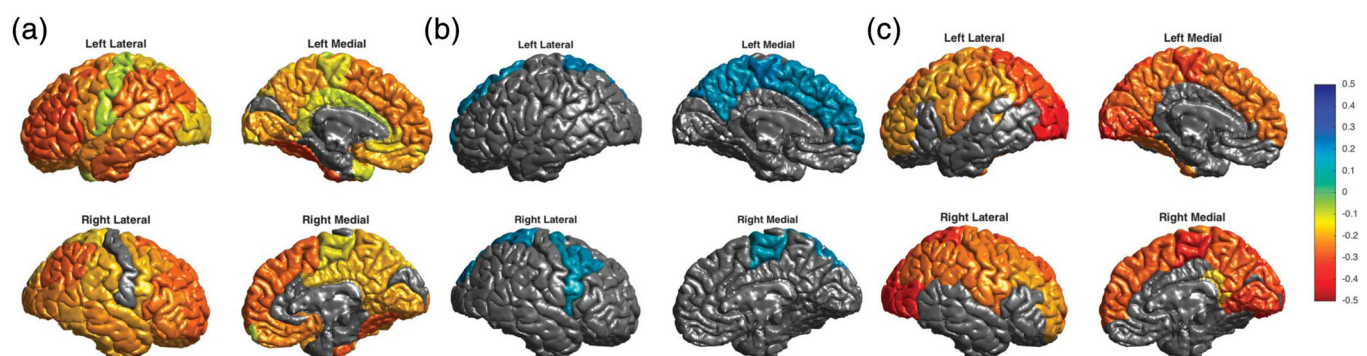 (a)
Left Lateral
Left Medial
Right Lateral
Right Medial
(b)
Left Lateral
Left Medial
Right Lateral
Right Medial
(c)
Left Lateral
Left Medial
Right Lateral
Right Medial
0.5
0.4
0.3
0.2
0.1
0
-0.1
-0.2
-0.3
-0.4
-0.5